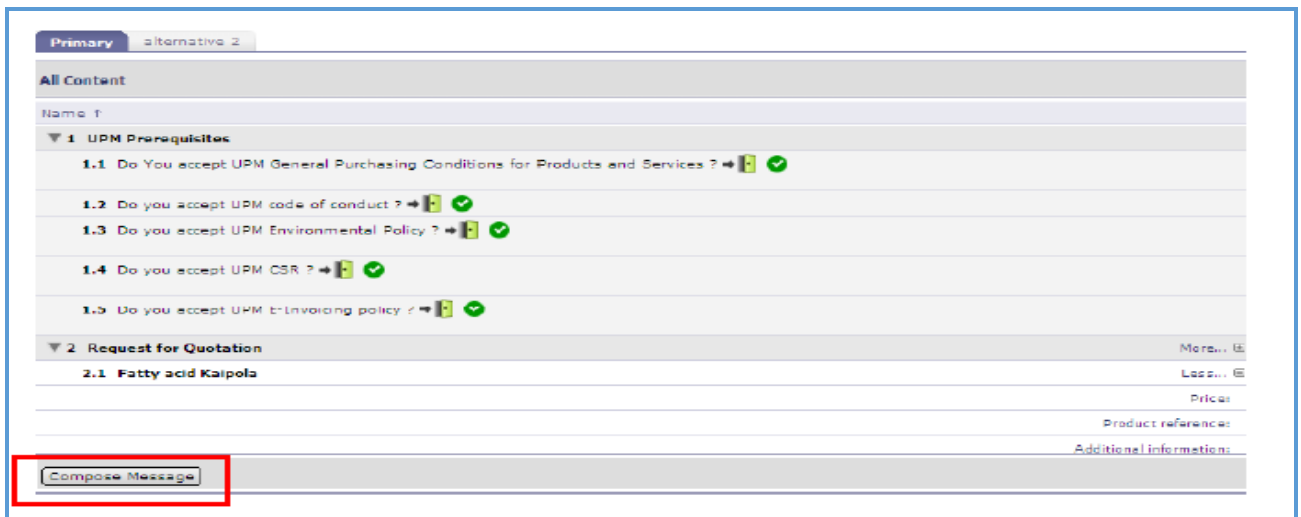 Primary alternative 2
All Content
Name ↑
▼ 1 UPM Prerequisites
1.1 Do You accept UPM General Purchasing Conditions for Products and Services ?
1.2 Do you accept UPM code of conduct ?
1.3 Do you accept UPM Environmental Policy ?
1.4 Do you accept UPM CSR ?
1.5 Do you accept UPM E-Invoicing policy ?
▼ 2 Request for Quotation More...
2.1 Fatty acid Kaipola Less...
Price:
Product reference:
Additional information:
Compose Message